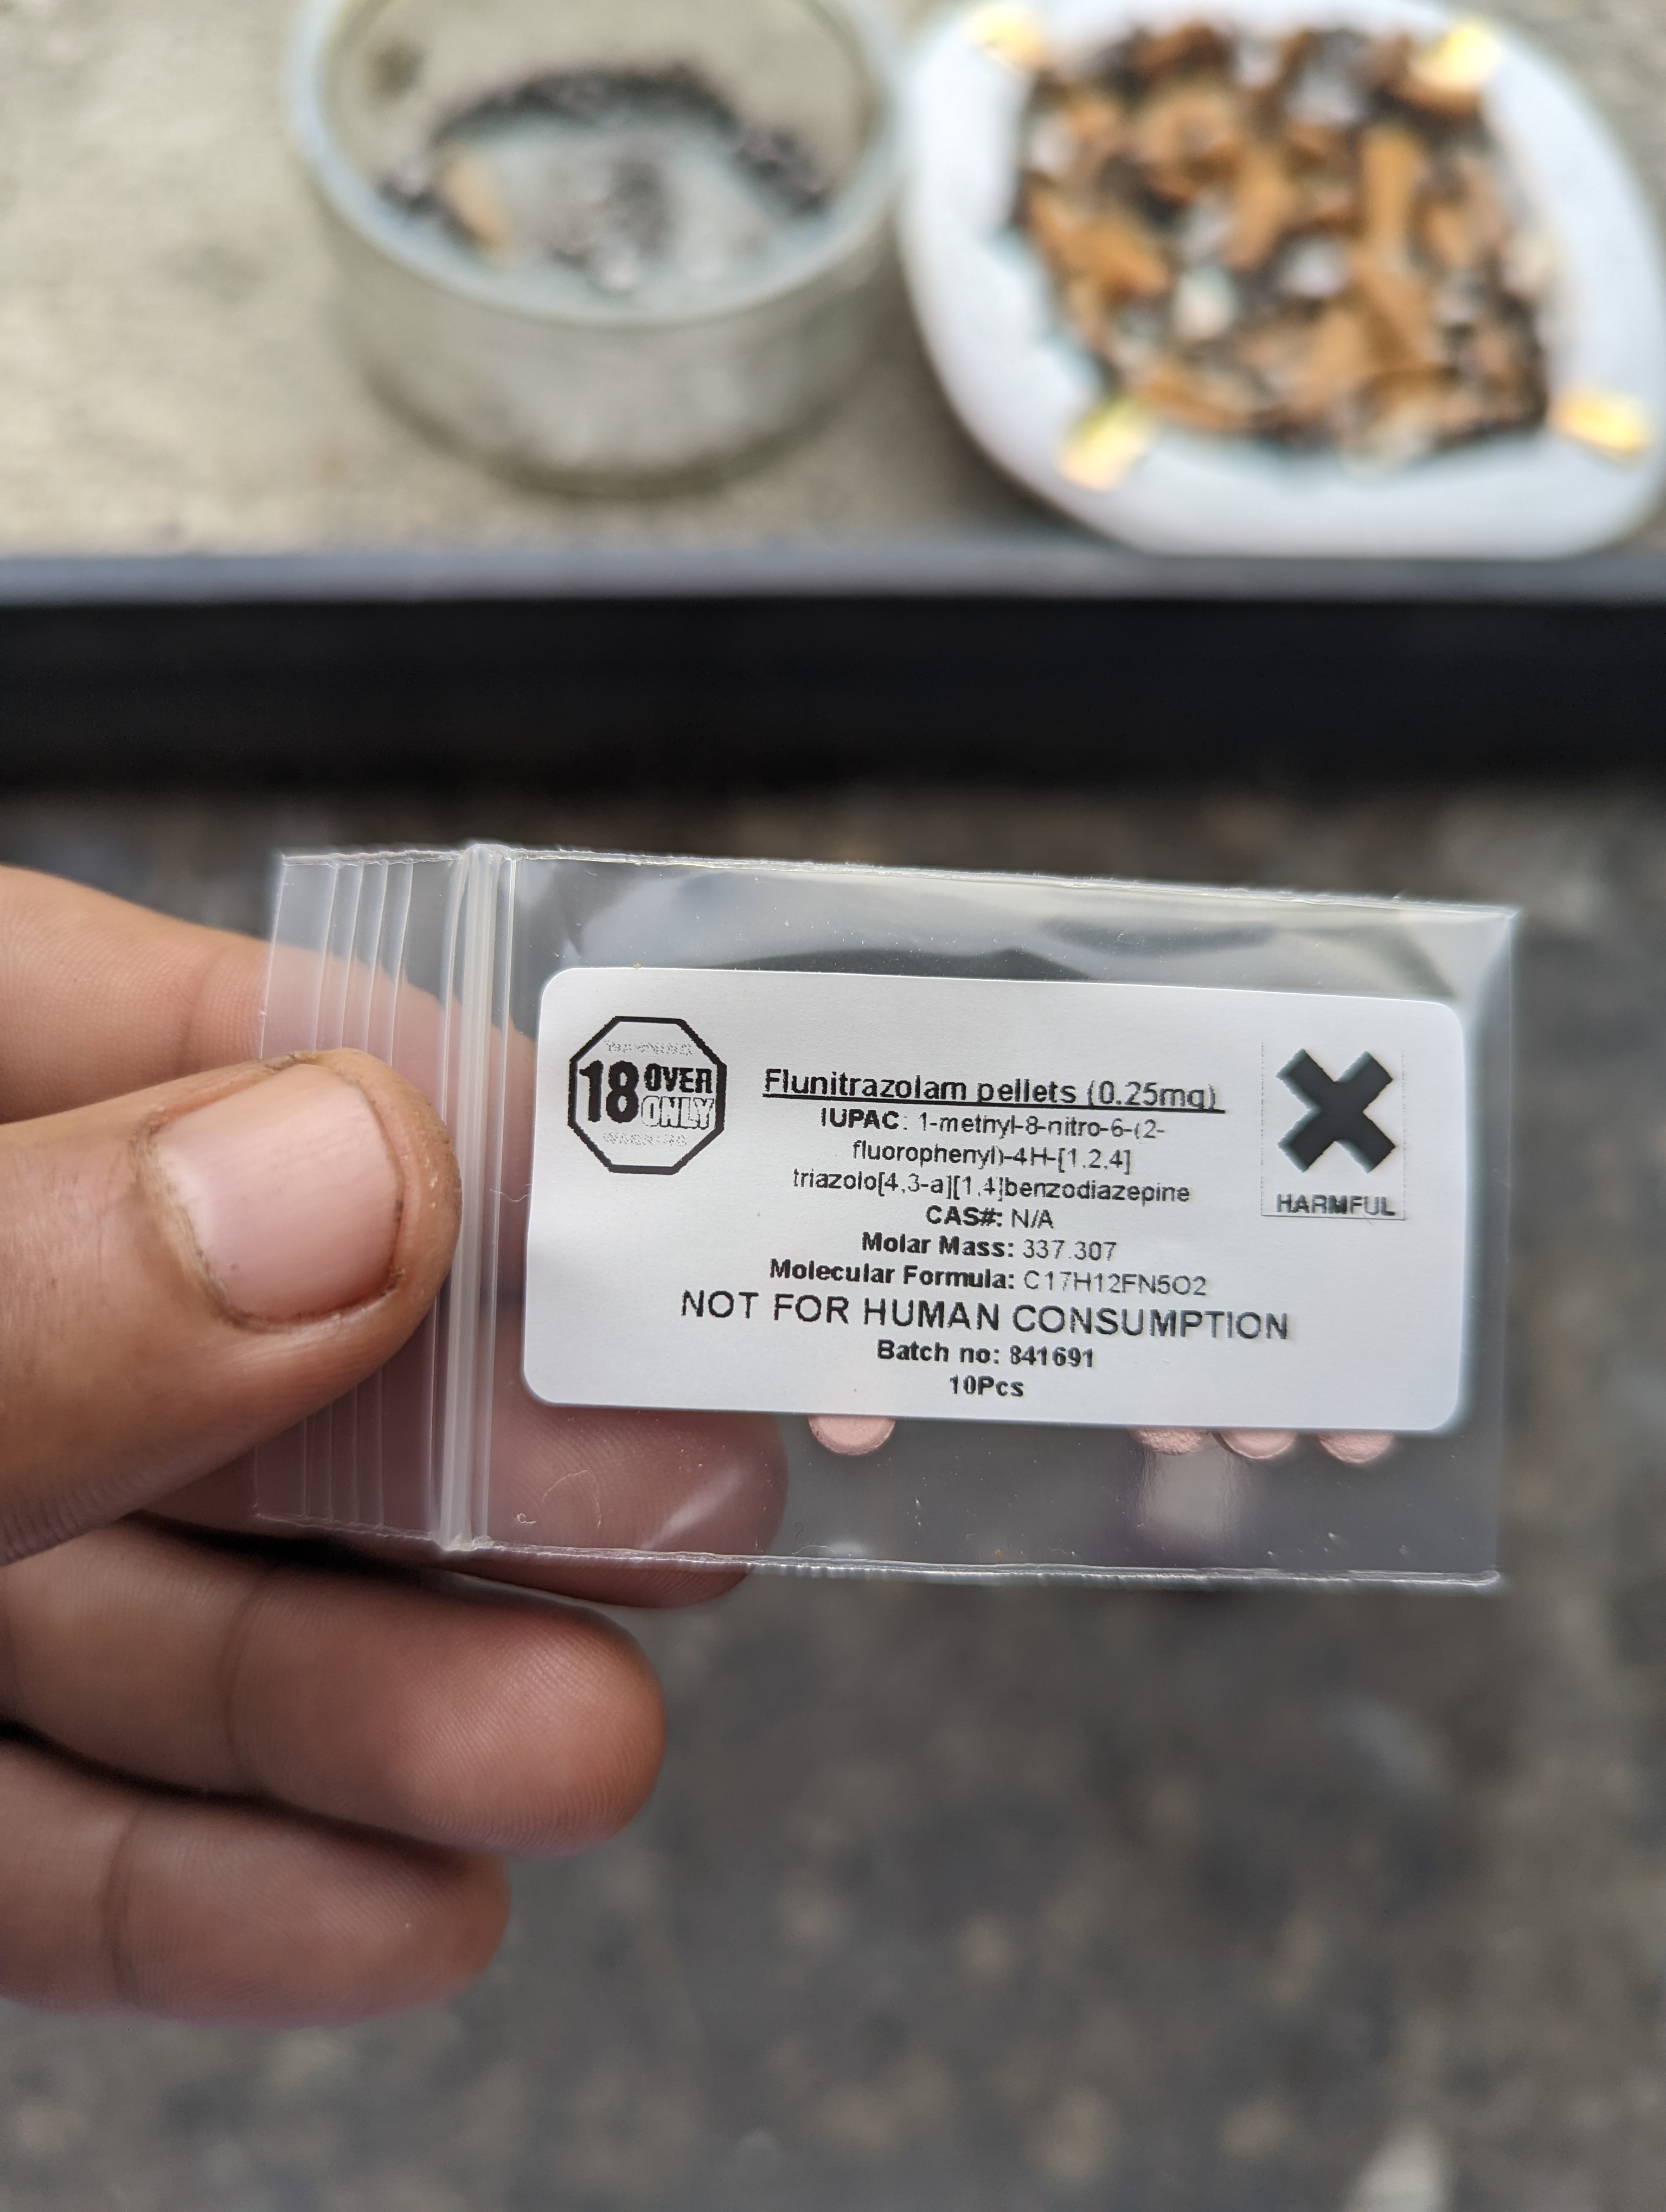 WARNING
18 OVER
ONLY
WARNING
Flunitrazolam pellets (0.25mg)
IUPAC: 1-methyl-8-nitro-6-(2-
fluorophenyl)-4H-[1,2,4]
triazolo[4,3-a][1,4]benzodiazepine
CAS#: N/A
Molar Mass: 337.307
Molecular Formula: C17H12FN5O2
NOT FOR HUMAN CONSUMPTION
Batch no: 841691
10Pcs
HARMFUL